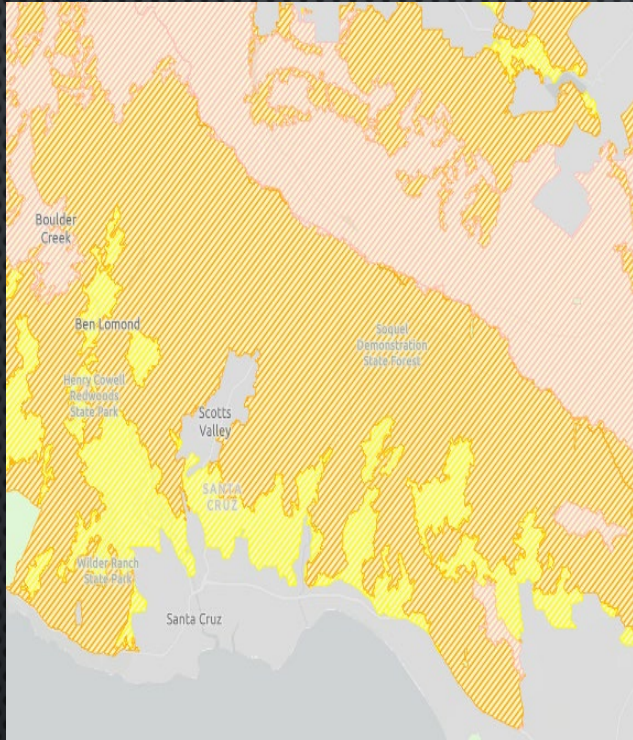 Boulder
Creek
Ben Lomond
Soquel
Demonstration
State Forest
Henry Cowell
Redwoods
State Park
Scotts
Valley
SANTA
CRUZ
Wilder Ranch
State Park
Santa Cruz